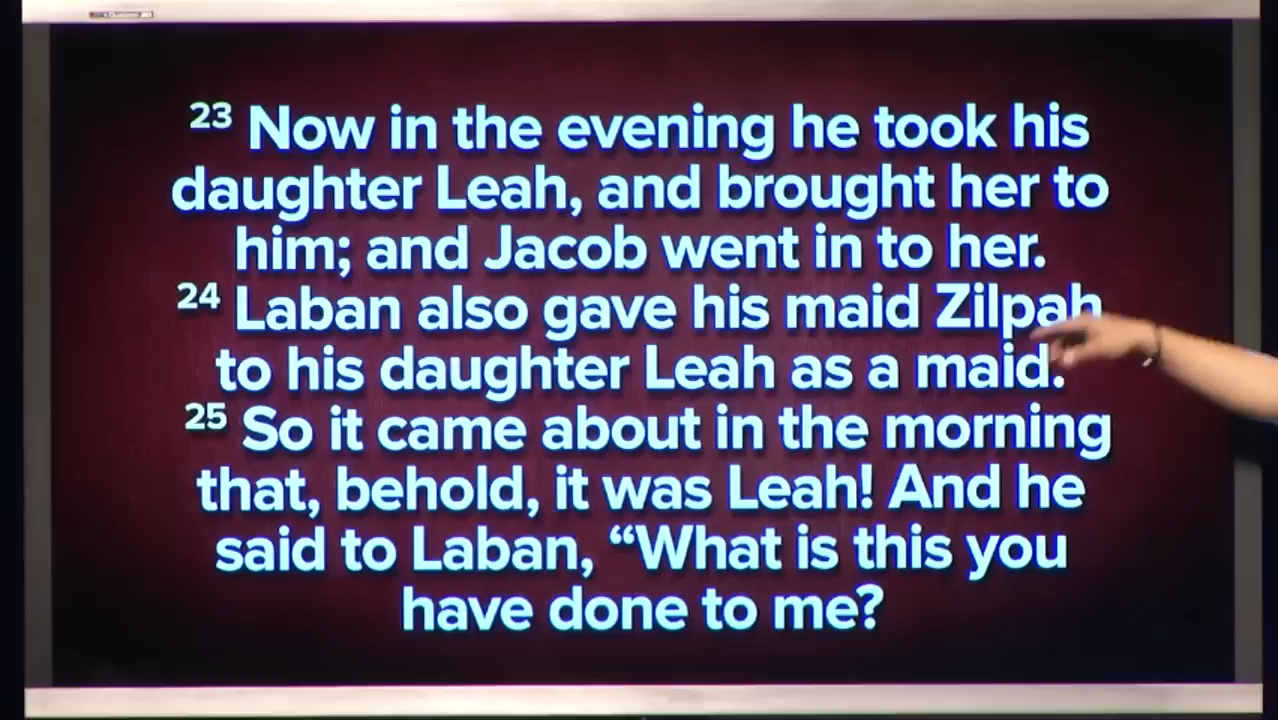 23 Now in the evening he took his
daughter Leah, and brought her to
him; and Jacob went in to her.
24 Laban also gave his maid Zilpah
to his daughter Leah as a maid.
25 So it came about in the morning
that, behold, it was Leah! And he
said to Laban, “What is this you
have done to me?